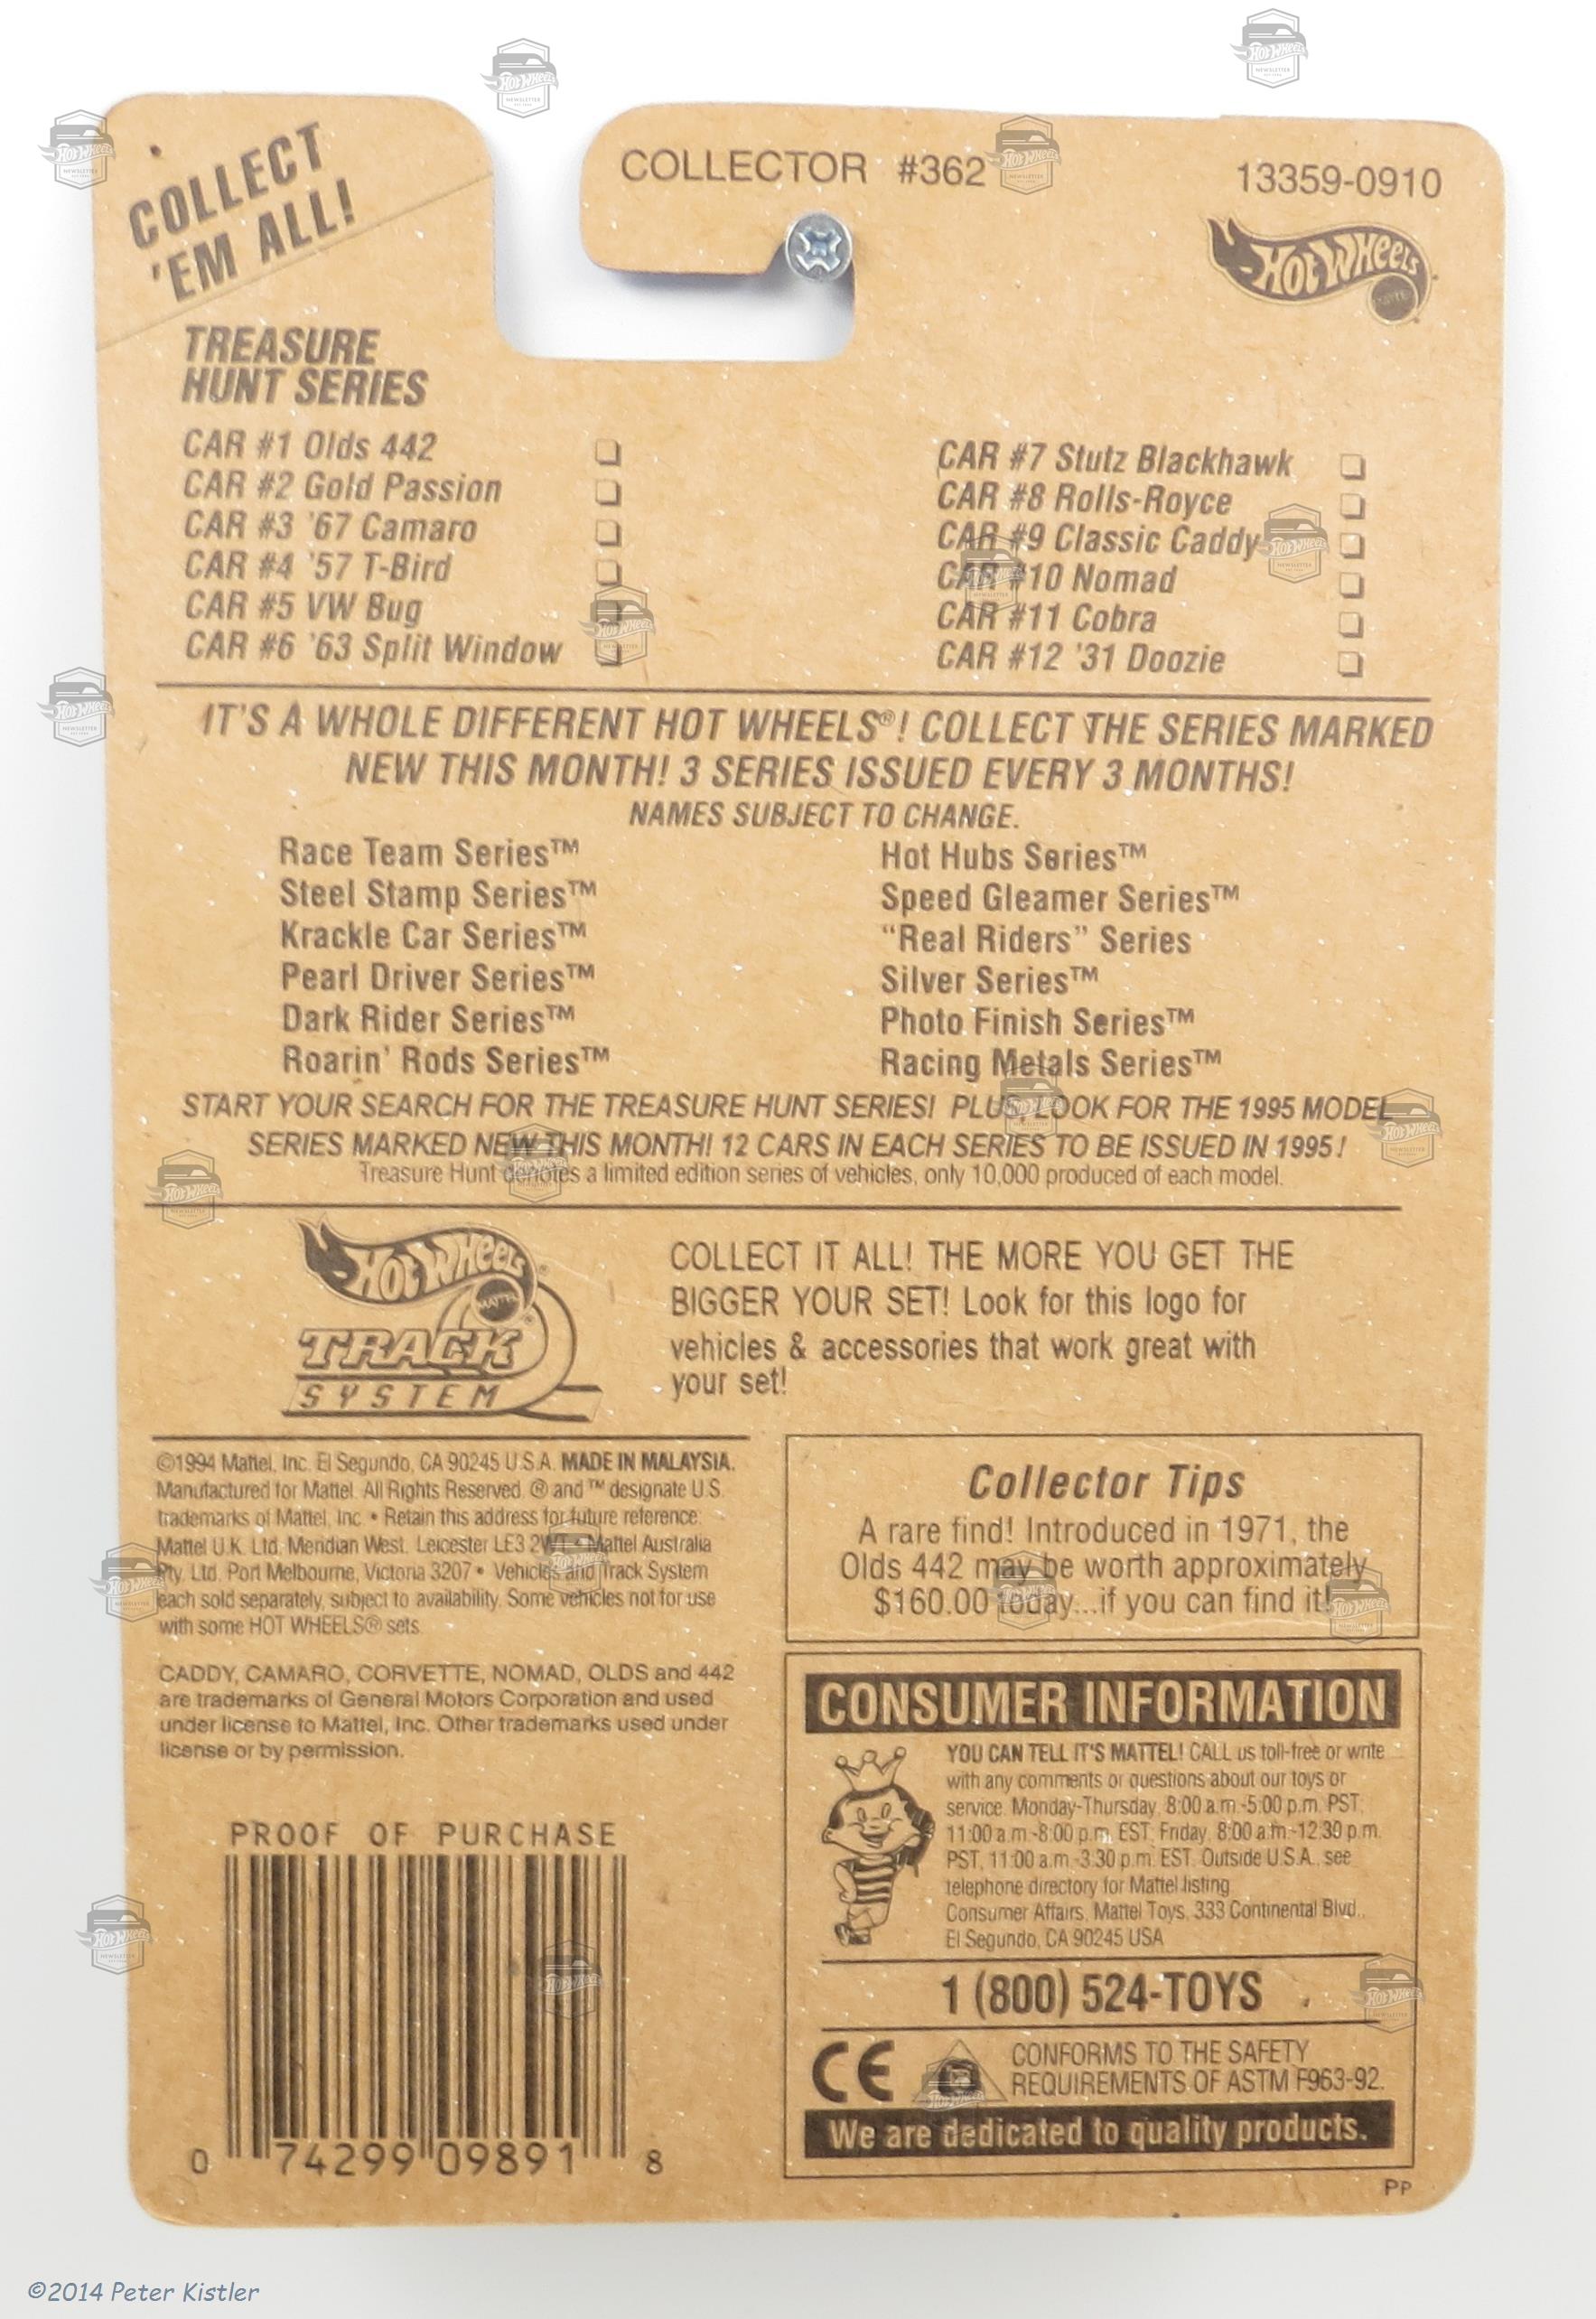 COLLECT
'EM ALL!
COLLECTOR #362
13359-0910
HOT WHEELS
MATTEL
TREASURE
HUNT SERIES
CAR #1 Olds 442
CAR #2 Gold Passion
CAR #3 '67 Camaro
CAR #4 '57 T-Bird
CAR #5 VW Bug
CAR #6 '63 Split Window
CAR #7 Stutz Blackhawk
CAR #8 Rolls-Royce
CAR #9 Classic Caddy
CAR #10 Nomad
CAR #11 Cobra
CAR #12 '31 Doozie
IT'S A WHOLE DIFFERENT HOT WHEELS®! COLLECT THE SERIES MARKED
NEW THIS MONTH! 3 SERIES ISSUED EVERY 3 MONTHS!
NAMES SUBJECT TO CHANGE.
Race Team Series™
Steel Stamp Series™
Krackle Car Series™
Pearl Driver Series™
Dark Rider Series™
Roarin' Rods Series™
Hot Hubs Series™
Speed Gleamer Series™
"Real Riders" Series
Silver Series™
Photo Finish Series™
Racing Metals Series™
START YOUR SEARCH FOR THE TREASURE HUNT SERIES! PLUS, LOOK FOR THE 1995 MODEL
SERIES MARKED NEW THIS MONTH! 12 CARS IN EACH SERIES TO BE ISSUED IN 1995!
Treasure Hunt denotes a limited edition series of vehicles, only 10,000 produced of each model.
HOT WHEELS
MATTEL
TRACK
SYSTEM
COLLECT IT ALL! THE MORE YOU GET THE
BIGGER YOUR SET! Look for this logo for
vehicles & accessories that work great with
your set!
©1994 Mattel, Inc. El Segundo, CA 90245 U.S.A. MADE IN MALAYSIA.
Manufactured for Mattel. All Rights Reserved. ® and ™ designate U.S.
trademarks of Mattel, Inc. • Retain this address for future reference:
Mattel U.K. Ltd. Meridian West. Leicester LE3 2WT • Mattel Australia
Pty. Ltd. Port Melbourne, Victoria 3207 • Vehicles and Track System
each sold separately, subject to availability. Some vehicles not for use
with some HOT WHEELS® sets.
CADDY, CAMARO, CORVETTE, NOMAD, OLDS and 442
are trademarks of General Motors Corporation and used
under license to Mattel, Inc. Other trademarks used under
license or by permission.
PROOF OF PURCHASE
0 74299 09891 8
Collector Tips
A rare find! Introduced in 1971, the
Olds 442 may be worth approximately
$160.00 today...if you can find it!
CONSUMER INFORMATION
YOU CAN TELL IT'S MATTEL! CALL us toll-free or write
with any comments or questions about our toys or
service. Monday-Thursday, 8:00 a.m.-5:00 p.m. PST,
11:00 a.m.-8:00 p.m. EST; Friday, 8:00 a.m.-12:30 p.m.
PST, 11:00 a.m.-3:30 p.m. EST. Outside U.S.A., see
telephone directory for Mattel listing.
Consumer Affairs, Mattel Toys, 333 Continental Blvd.,
El Segundo, CA 90245 USA
1 (800) 524-TOYS
CE
CONFORMS TO THE SAFETY
REQUIREMENTS OF ASTM F963-92.
We are dedicated to quality products.
PP
©2014 Peter Kistler